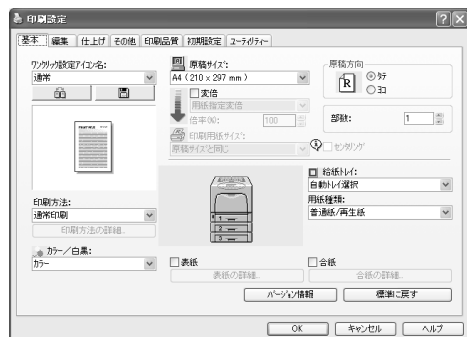 印刷設定
基本 編集 仕上げ その他 印刷品質 初期設定 ユーティリティー
ワンクリック設定アイコン名:
通常
印刷方法:
通常印刷
印刷方法の詳細...
カラー/白黒:
カラー
原稿サイズ:
A4 (210 x 297 mm)
変倍
用紙指定変倍
倍率(%): 100
印刷用紙サイズ:
原稿サイズと同じ
原稿方向
R
タテ
ヨコ
部数: 1
センタリング
1
2
3
給紙トレイ:
自動トレイ選択
用紙種類:
普通紙/再生紙
表紙
表紙の詳細...
合紙
合紙の詳細...
バージョン情報 標準に戻す
OK キャンセル ヘルプ